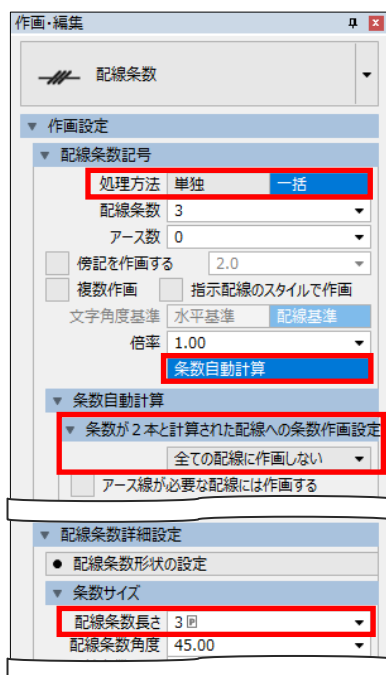 作画・編集
配線条数
作画設定
配線条数記号
処理方法 単独 一括
配線条数 3
アース数 0
傍記を作画する 2.0
複数作画 指示配線のスタイルで作画
文字角度基準 水平基準 配線基準
倍率 1.00
条数自動計算
条数自動計算
条数が2本と計算された配線への条数作画設定
全ての配線に作画しない
アース線が必要な配線には作画する
配線条数詳細設定
● 配線条数形状の設定
条数サイズ
配線条数長さ 3 P
配線条数角度 45.00